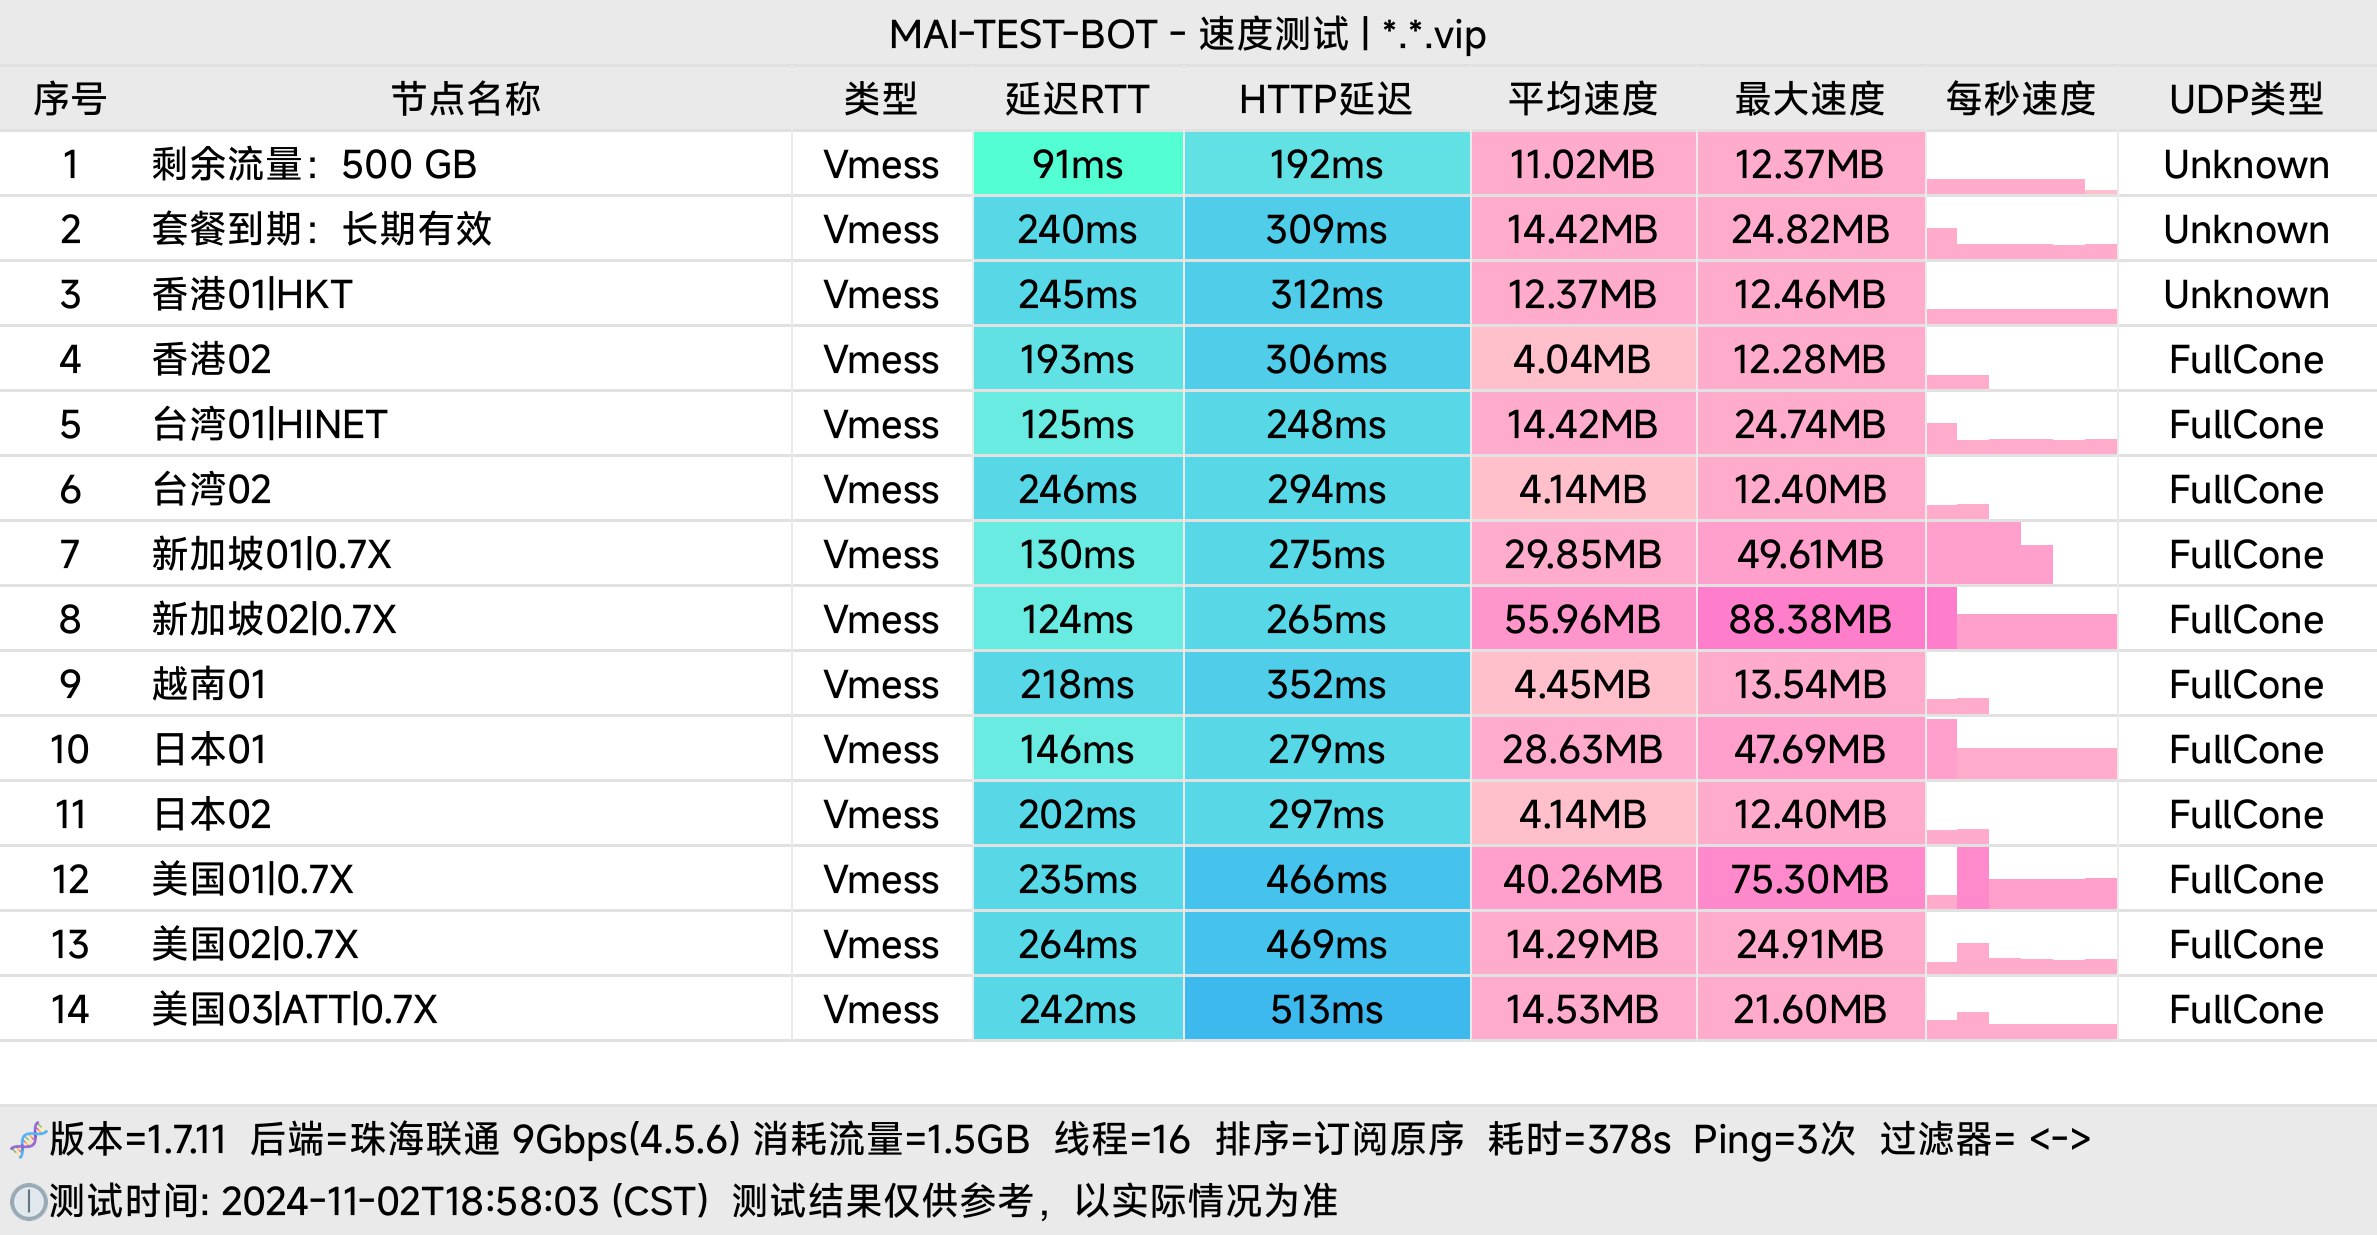 MAI-TEST-BOT - 速度测试 | *.*.vip
序号 节点名称 类型 延迟RTT HTTP延迟 平均速度 最大速度 每秒速度 UDP类型
1 剩余流量：500 GB Vmess 91ms 192ms 11.02MB 12.37MB Unknown
2 套餐到期：长期有效 Vmess 240ms 309ms 14.42MB 24.82MB Unknown
3 香港01|HKT Vmess 245ms 312ms 12.37MB 12.46MB Unknown
4 香港02 Vmess 193ms 306ms 4.04MB 12.28MB FullCone
5 台湾01|HINET Vmess 125ms 248ms 14.42MB 24.74MB FullCone
6 台湾02 Vmess 246ms 294ms 4.14MB 12.40MB FullCone
7 新加坡01|0.7X Vmess 130ms 275ms 29.85MB 49.61MB FullCone
8 新加坡02|0.7X Vmess 124ms 265ms 55.96MB 88.38MB FullCone
9 越南01 Vmess 218ms 352ms 4.45MB 13.54MB FullCone
10 日本01 Vmess 146ms 279ms 28.63MB 47.69MB FullCone
11 日本02 Vmess 202ms 297ms 4.14MB 12.40MB FullCone
12 美国01|0.7X Vmess 235ms 466ms 40.26MB 75.30MB FullCone
13 美国02|0.7X Vmess 264ms 469ms 14.29MB 24.91MB FullCone
14 美国03|ATT|0.7X Vmess 242ms 513ms 14.53MB 21.60MB FullCone
版本=1.7.11 后端=珠海联通 9Gbps(4.5.6) 消耗流量=1.5GB 线程=16 排序=订阅原序 耗时=378s Ping=3次 过滤器= <->
测试时间: 2024-11-02T18:58:03 (CST) 测试结果仅供参考，以实际情况为准